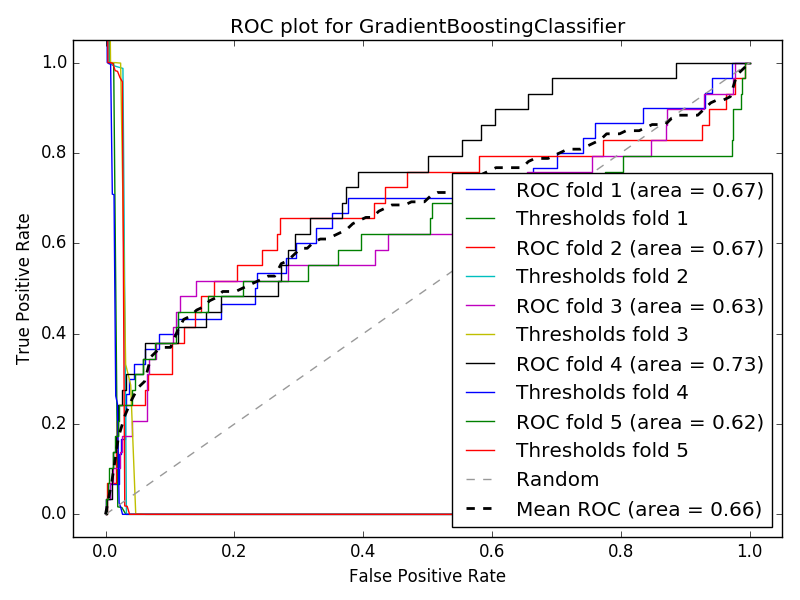 ROC plot for GradientBoostingClassifier
True Positive Rate
1.0
0.8
0.6
0.4
0.2
0.0
ROC fold 1 (area = 0.67)
Thresholds fold 1
ROC fold 2 (area = 0.67)
Thresholds fold 2
ROC fold 3 (area = 0.63)
Thresholds fold 3
ROC fold 4 (area = 0.73)
Thresholds fold 4
ROC fold 5 (area = 0.62)
Thresholds fold 5
Random
Mean ROC (area = 0.66)
0.0 0.2 0.4 0.6 0.8 1.0
False Positive Rate